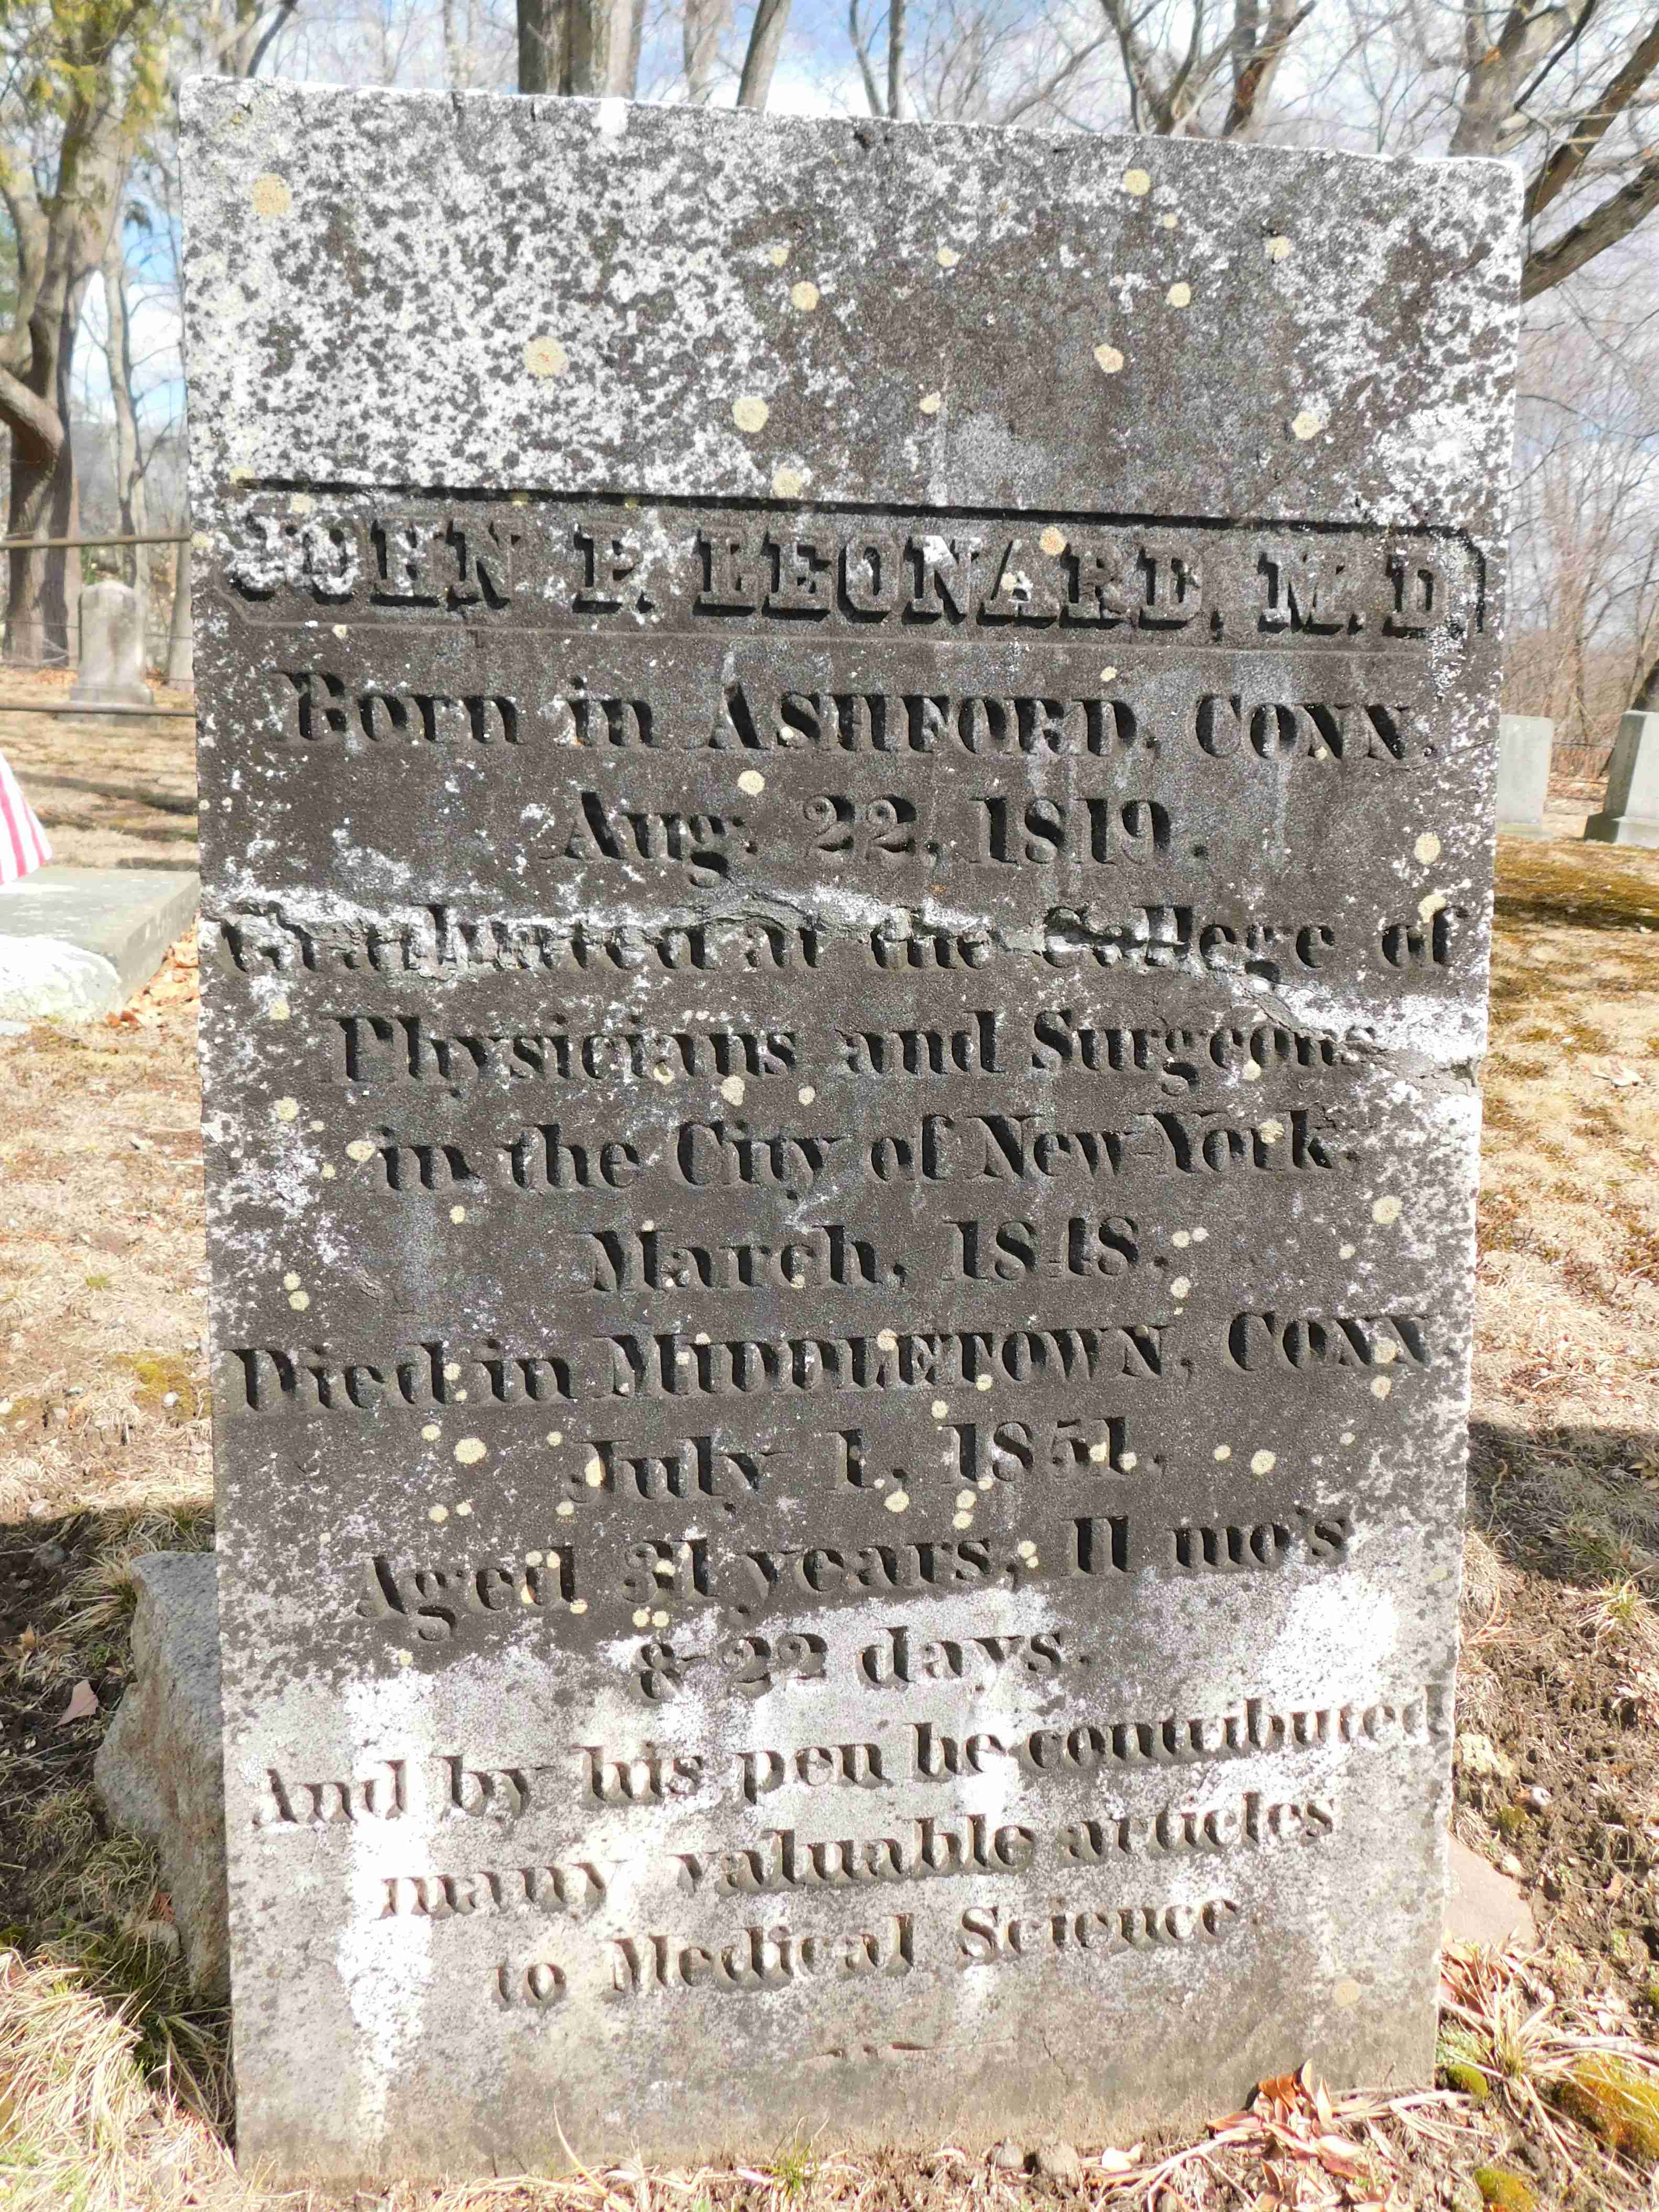 JOHN P. LEONARD, M.D.
Born in ASHFORD, CONN.
Aug. 22, 1819.
Graduated at the College of
Physicians and Surgeons
in the City of New-York.
March, 1848.
Died in MIDDLETOWN, CONN.
July 1, 1851.
Aged 31 years, 11 mo's
& 22 days.
And by his pen he contributed
many valuable articles
to Medical Science.